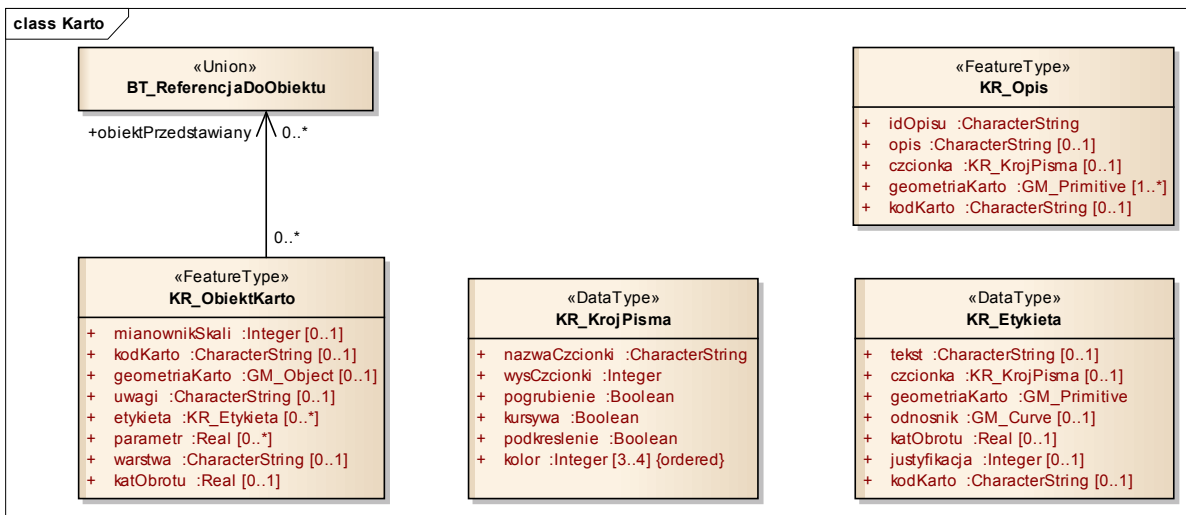 class Karto
«Union»
BT_ReferencjaDoObiektu
+obiektPrzedstawiany 0..*
0..*
«FeatureType»
KR_ObiektKarto
+ mianownikSkali :Integer [0..1]
+ kodKarto :CharacterString [0..1]
+ geometriaKarto :GM_Object [0..1]
+ uwagi :CharacterString [0..1]
+ etykieta :KR_Etykieta [0..*]
+ parametr :Real [0..*]
+ warstwa :CharacterString [0..1]
+ katObrotu :Real [0..1]
«DataType»
KR_KrojPisma
+ nazwaCzcionki :CharacterString
+ wysCzcionki :Integer
+ pogrubienie :Boolean
+ kursywa :Boolean
+ podkreslenie :Boolean
+ kolor :Integer [3..4] {ordered}
«FeatureType»
KR_Opis
+ idOpisu :CharacterString
+ opis :CharacterString [0..1]
+ czcionka :KR_KrojPisma [0..1]
+ geometriaKarto :GM_Primitive [1..*]
+ kodKarto :CharacterString [0..1]
«DataType»
KR_Etykieta
+ tekst :CharacterString [0..1]
+ czcionka :KR_KrojPisma [0..1]
+ geometriaKarto :GM_Primitive
+ odnosnik :GM_Curve [0..1]
+ katObrotu :Real [0..1]
+ justyfikacja :Integer [0..1]
+ kodKarto :CharacterString [0..1]